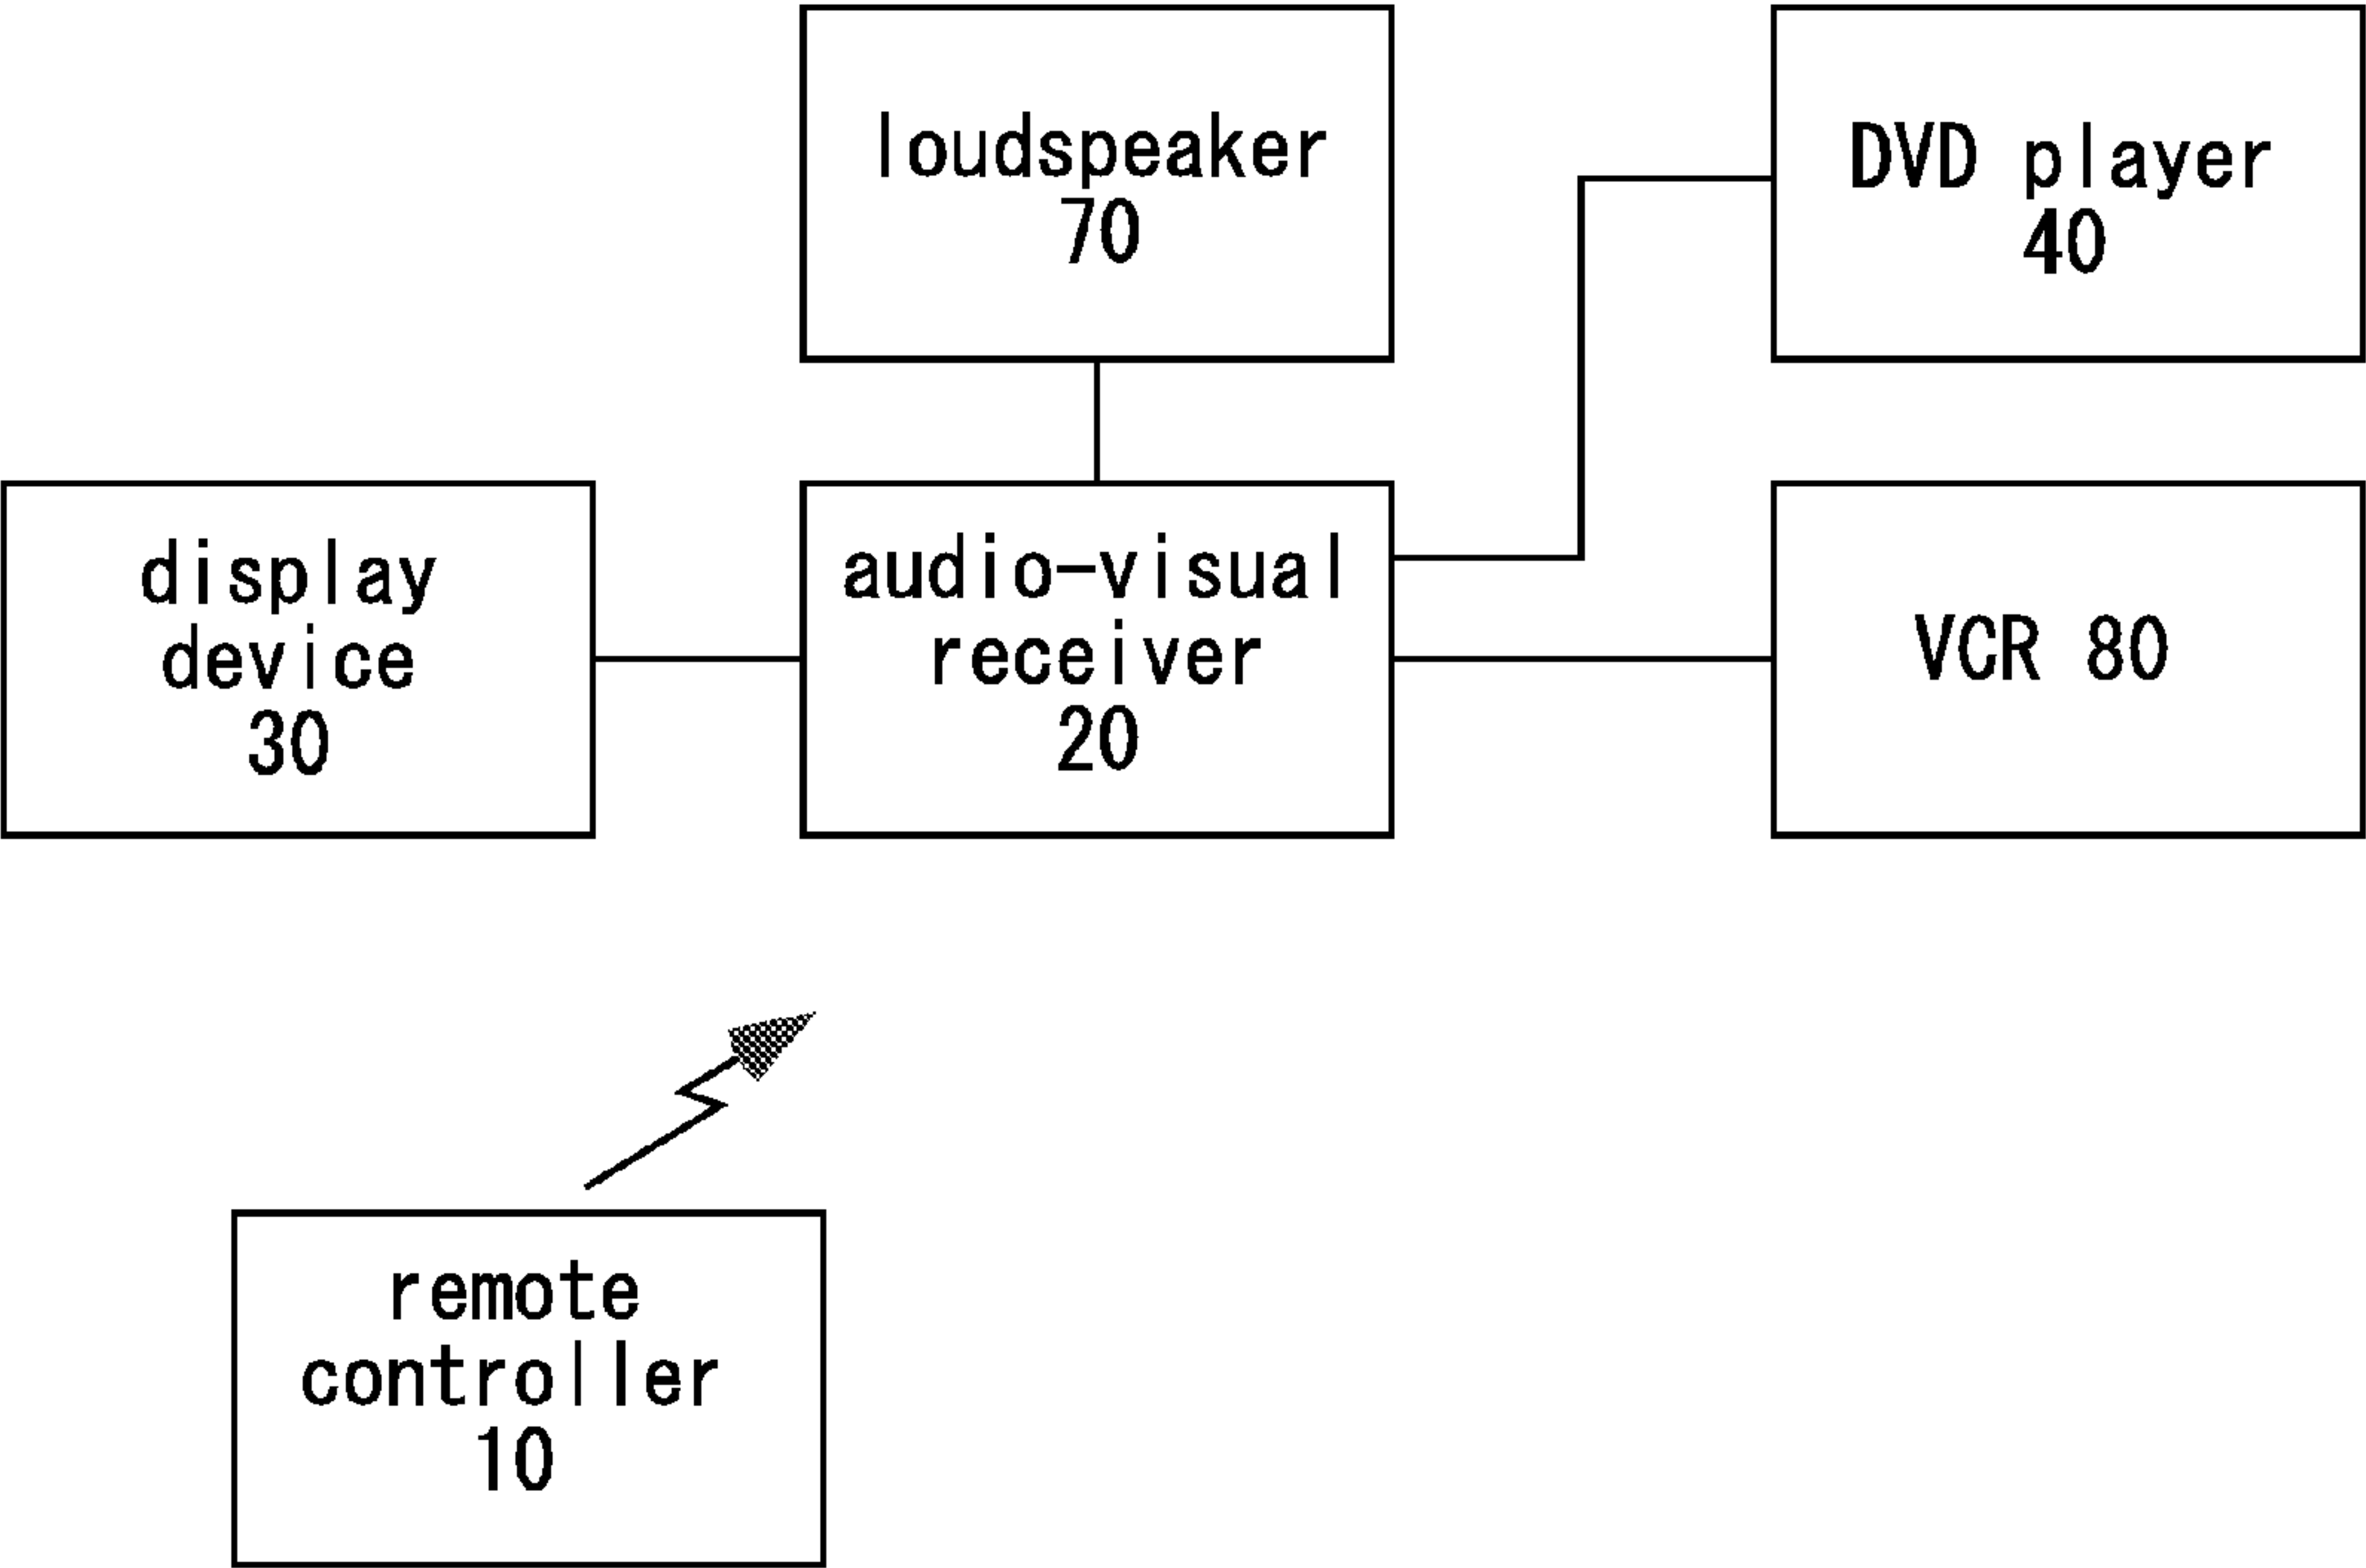 loudspeaker
70
DVD player
40
display
device
30
audio-visual
receiver
20
VCR 80
remote
controller
10